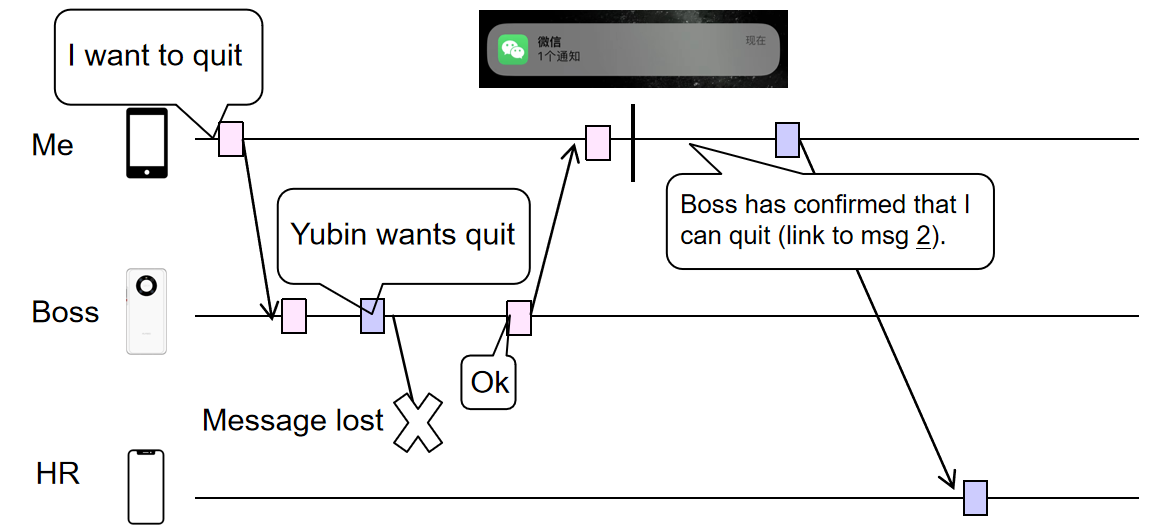 I want to quit
微信
现在
1个通知
Me
Yubin wants quit
Boss has confirmed that I
can quit (link to msg 2).
Boss
Ok
Message lost
HR